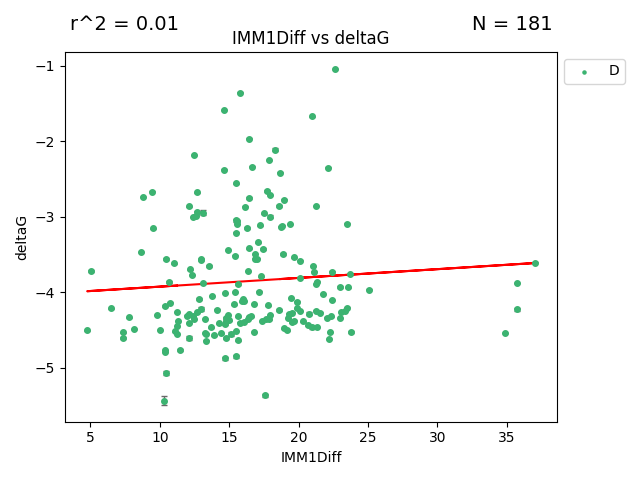 r^2 = 0.01
N = 181
IMM1Diff vs deltaG
D
−1
−2
−3
−4
−5
deltaG
5
10
15
20
25
30
35
IMM1Diff